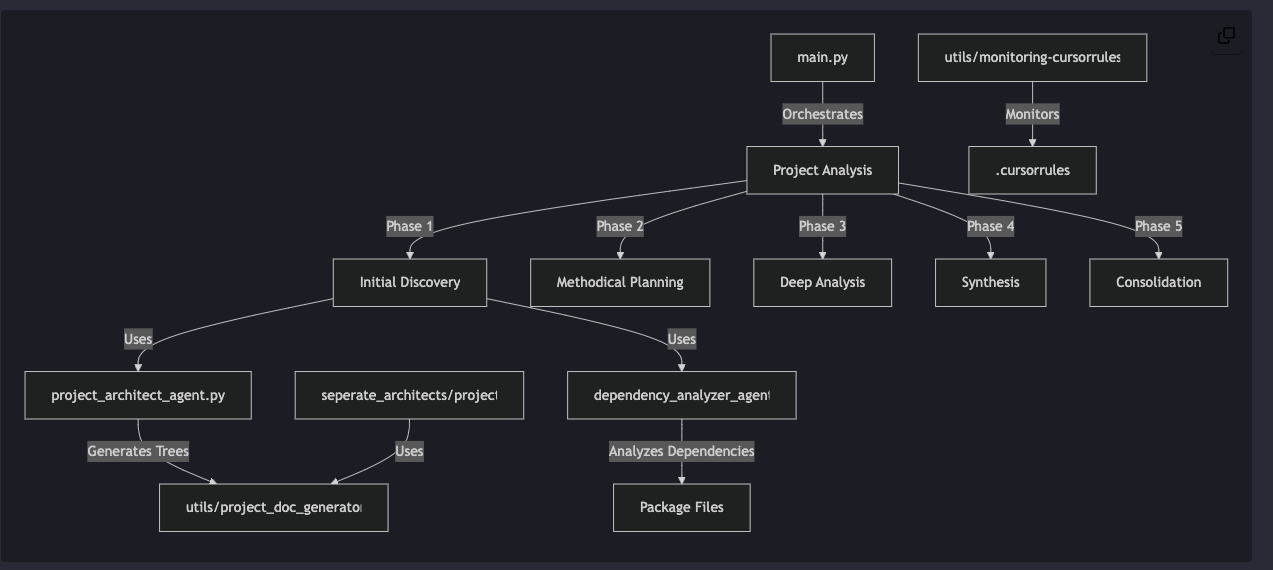 main.py
utils/monitoring-cursorrules
Orchestrates
Monitors
Project Analysis
.cursorrules
Phase 1
Phase 2
Phase 3
Phase 4
Phase 5
Initial Discovery
Methodical Planning
Deep Analysis
Synthesis
Consolidation
Uses
Uses
project_architect_agent.py
seperate_architects/project
dependency_analyzer_agent
Generates Trees
Uses
Analyzes Dependencies
utils/project_doc_generator
Package Files